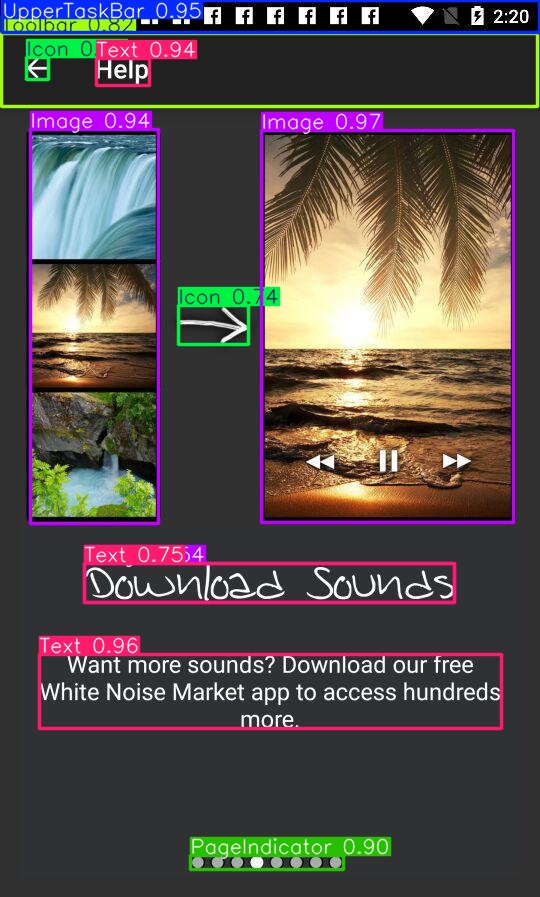 UpperTaskBar 0.95
2:20
Toolbar 0.82
Icon 0.
Text 0.94
Help
Image 0.94
Image 0.97
Icon 0.74
Text 0.75
54
Download Sounds
Text 0.96
Want more sounds? Download our free
White Noise Market app to access hundreds
more.
PageIndicator 0.90